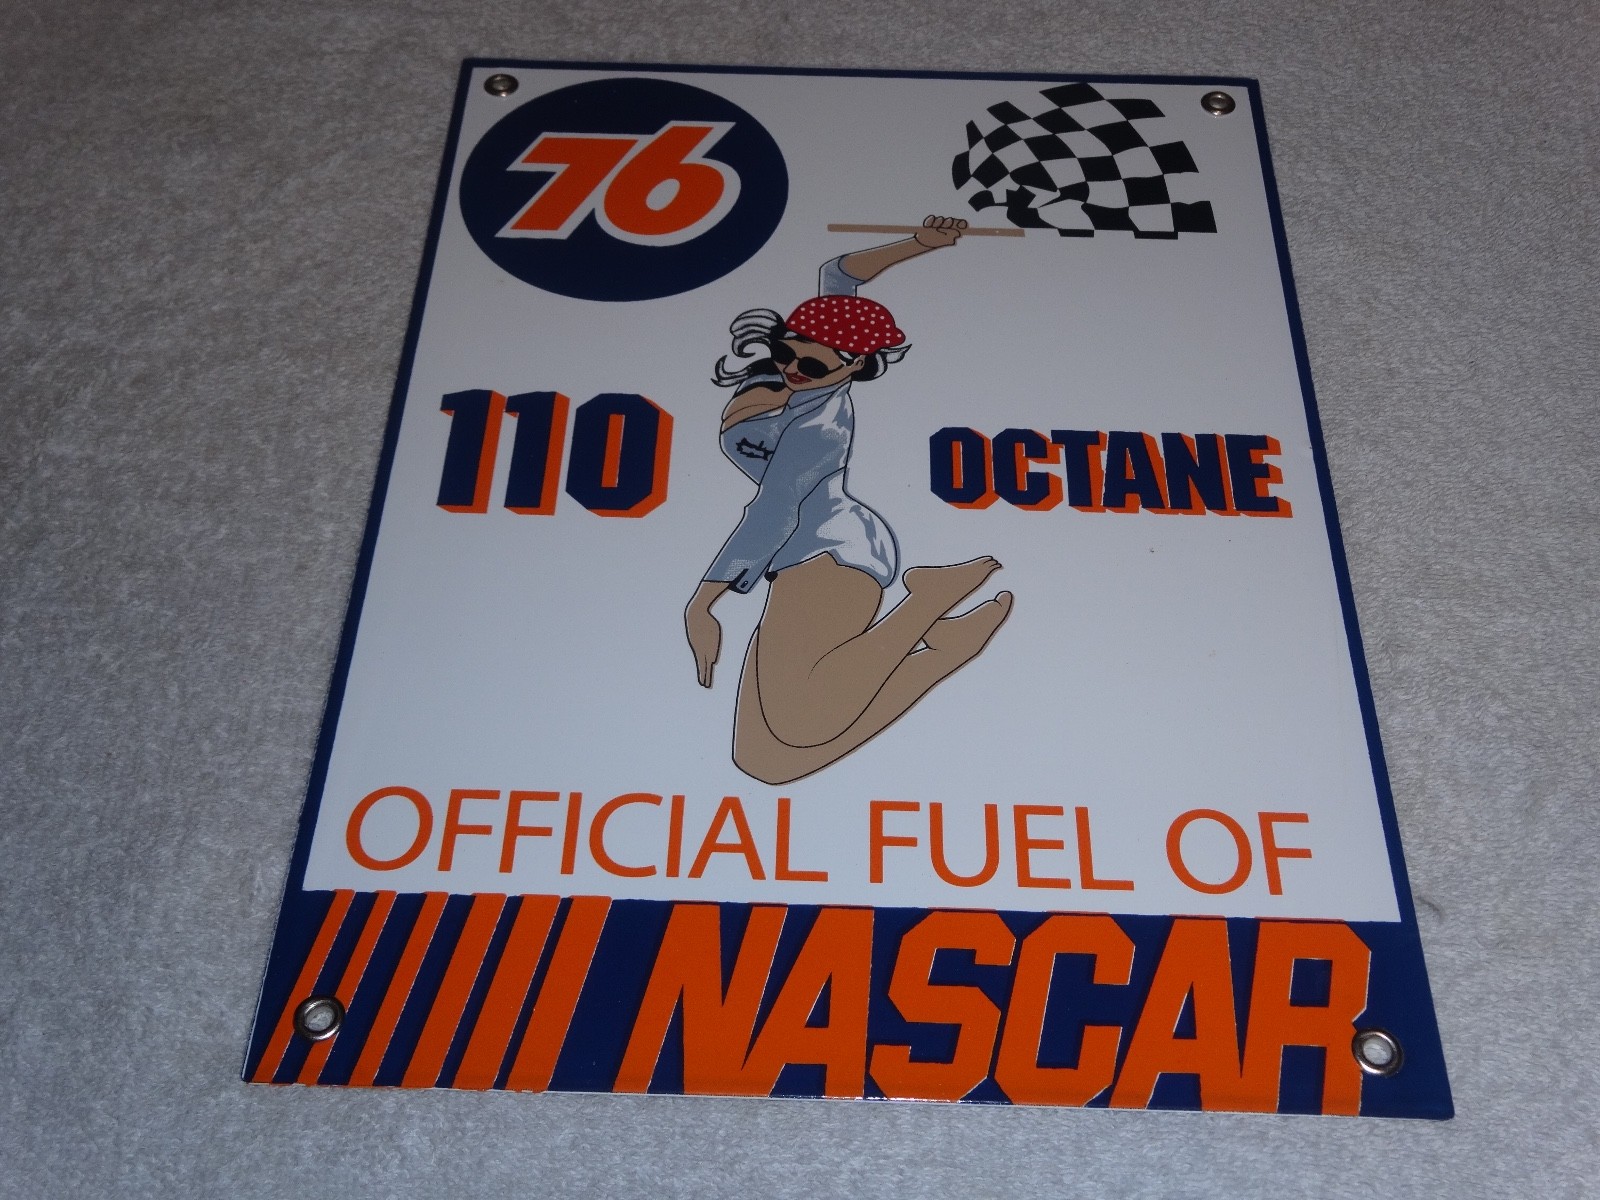 76
110 OCTANE
OFFICIAL FUEL OF
NASCAR